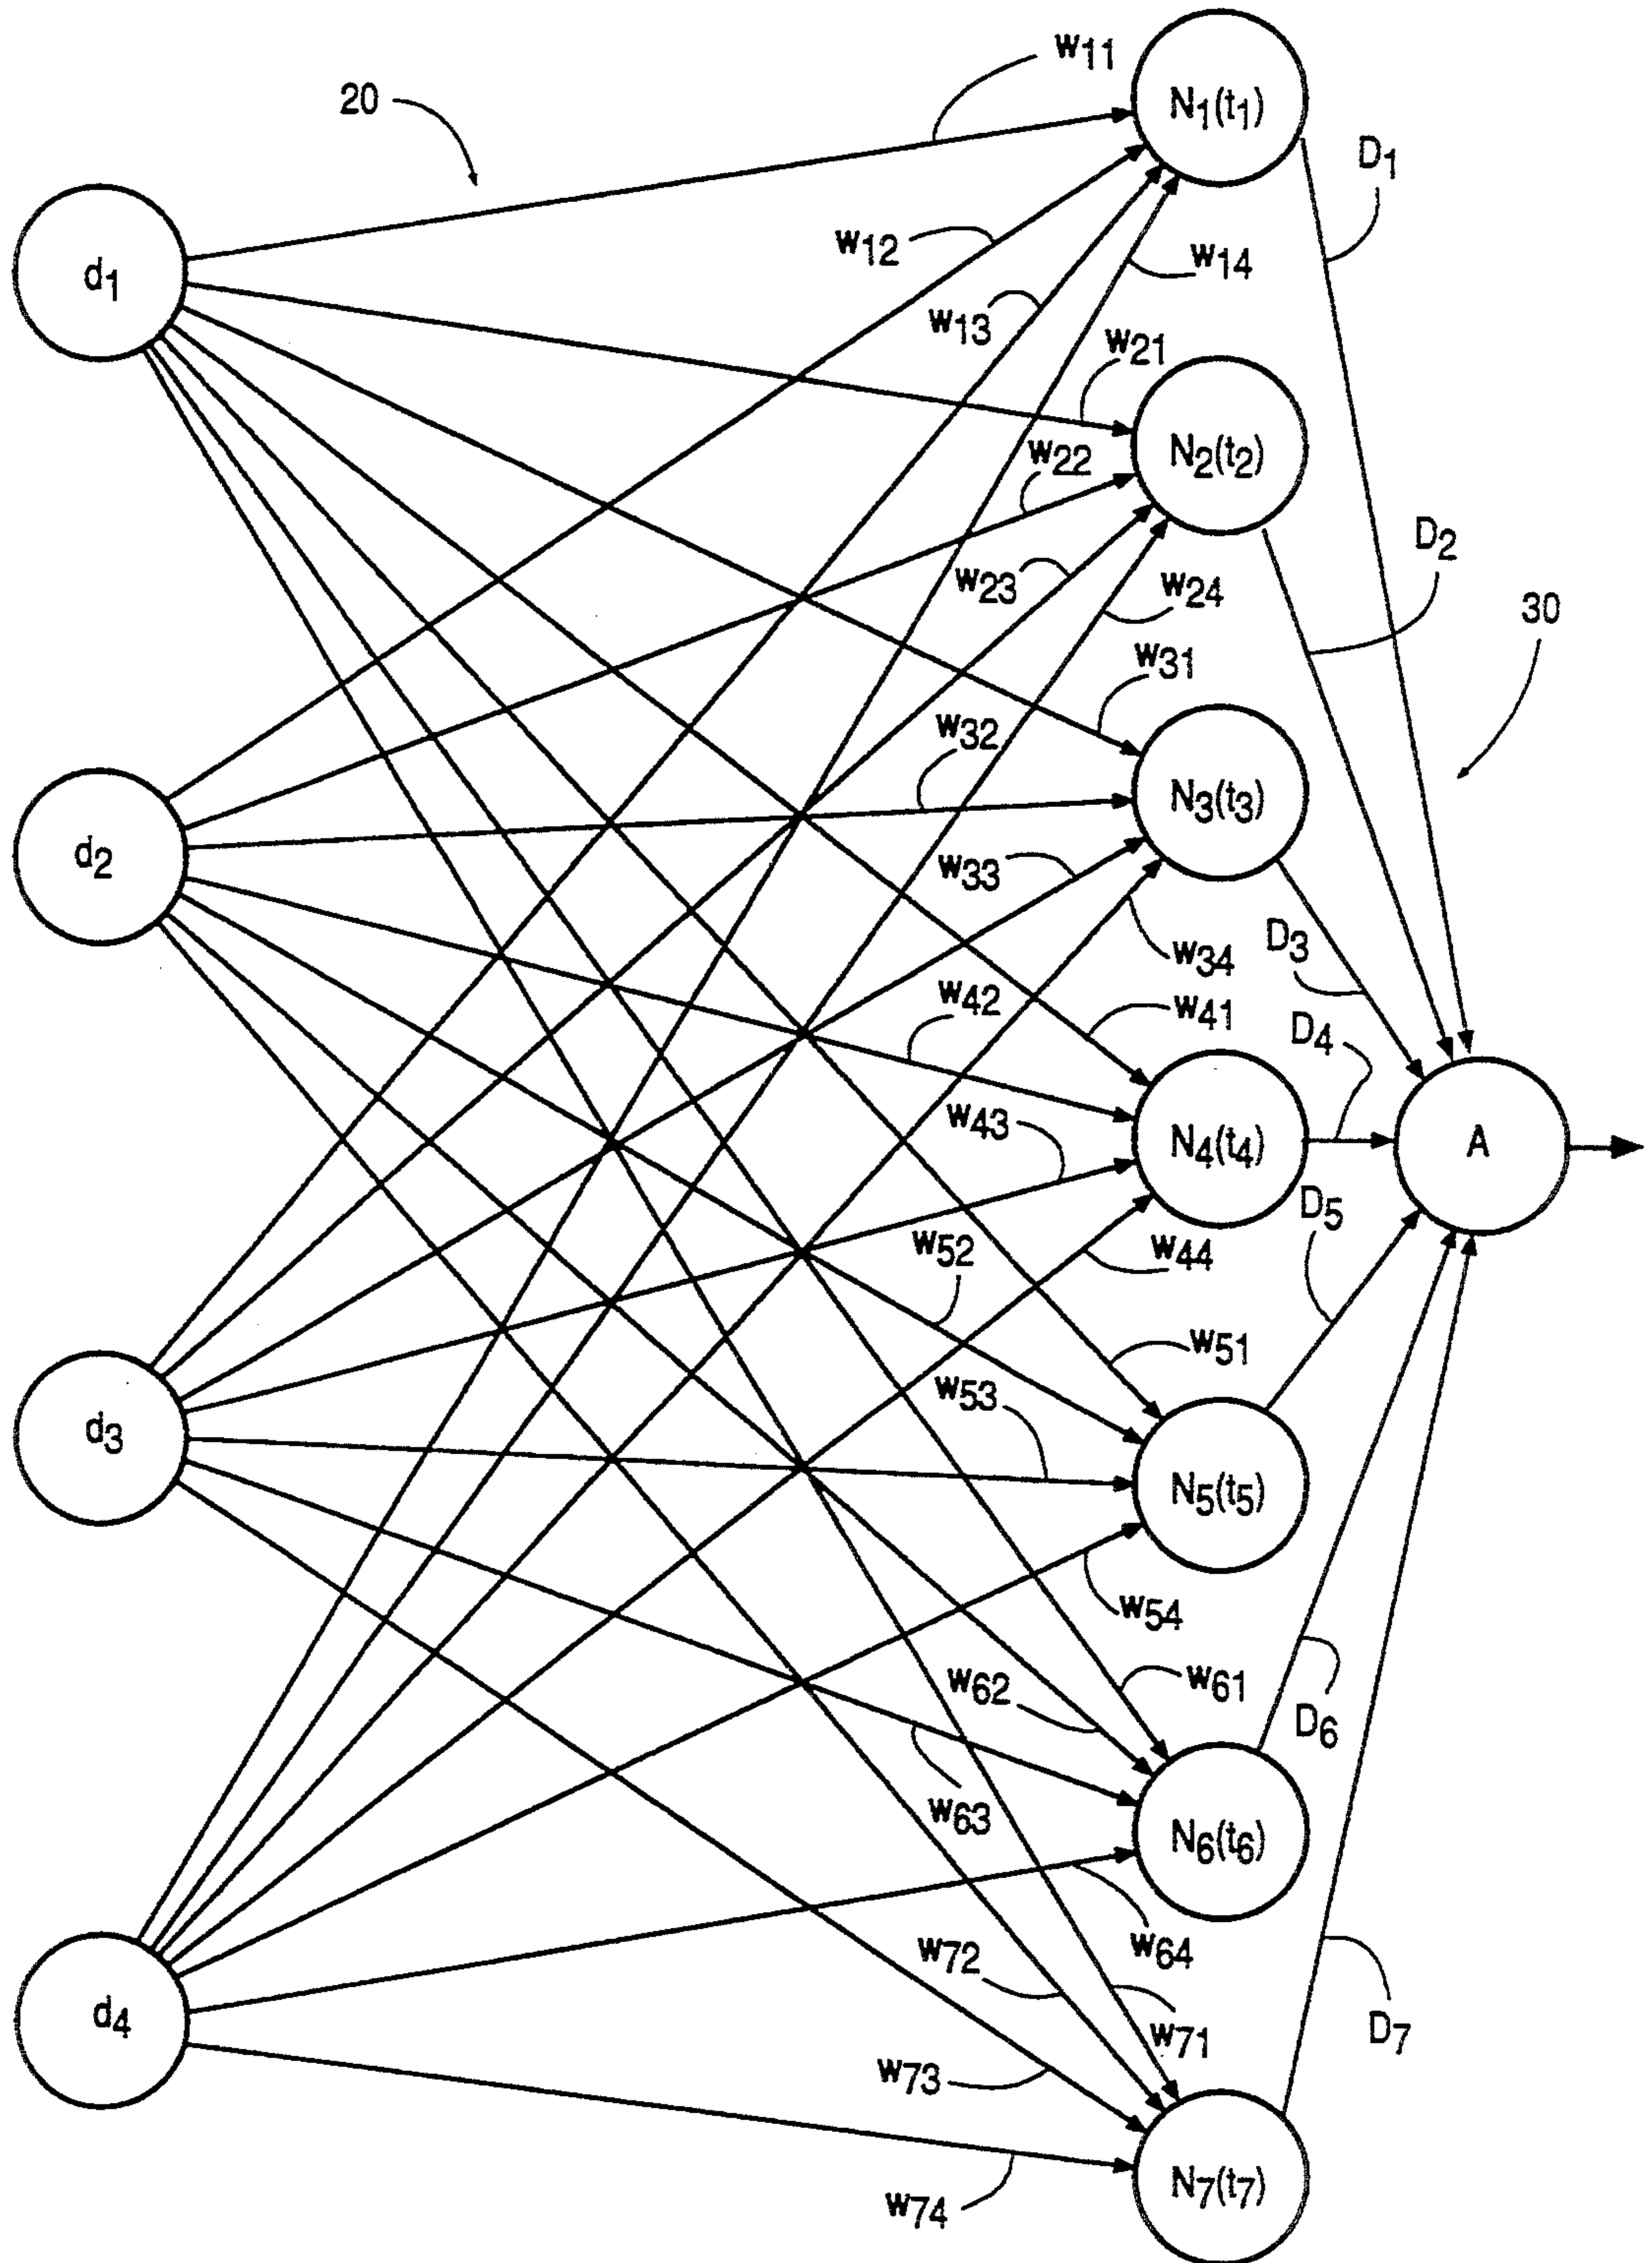 w11
20
N1(t1)
D1
w12
w14
d1
w13
w21
w22
N2(t2)
D2
w23
w24
30
w31
w32
N3(t3)
d2
w33
D3
w34
w42
w41
D4
w43
N4(t4)
A
D5
w52
w44
w51
w53
d3
N5(t5)
w54
w62
w61
D6
w63
N6(t6)
w72
w64
d4
w71
D7
w73
N7(t7)
w74